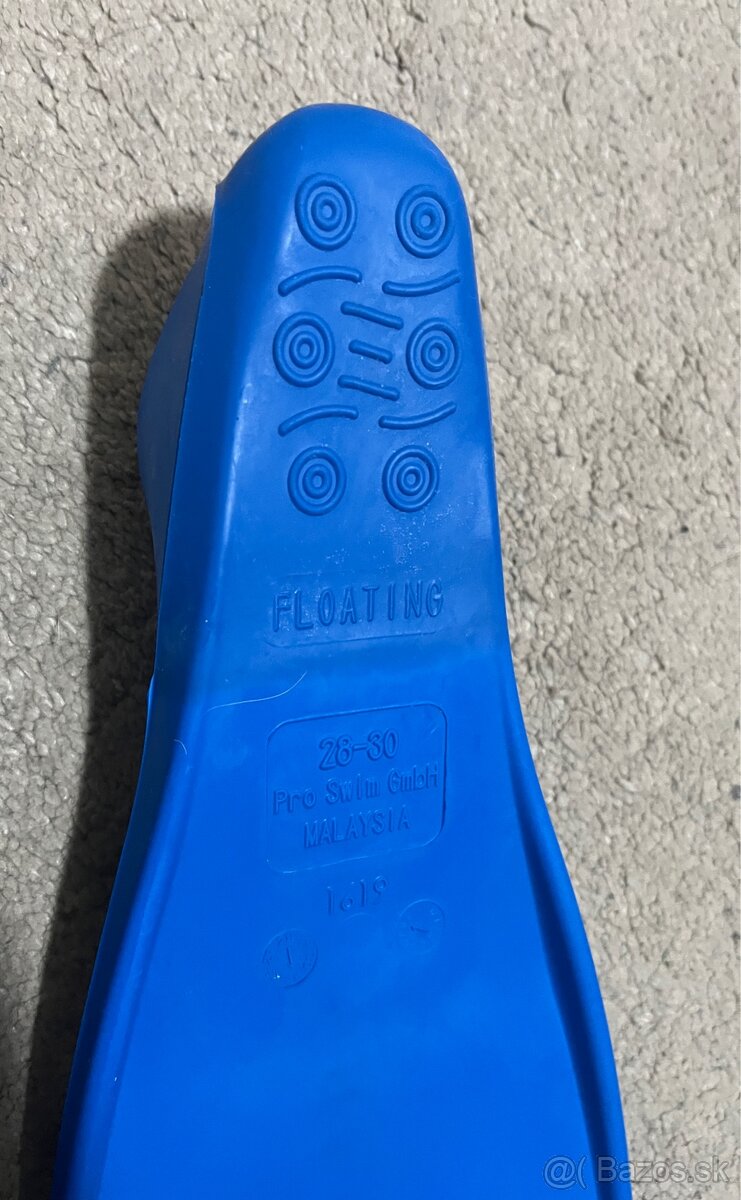 FLOATING
28-30
Pro Swim GmbH
MALAYSIA
1619
@( Bazos.sk